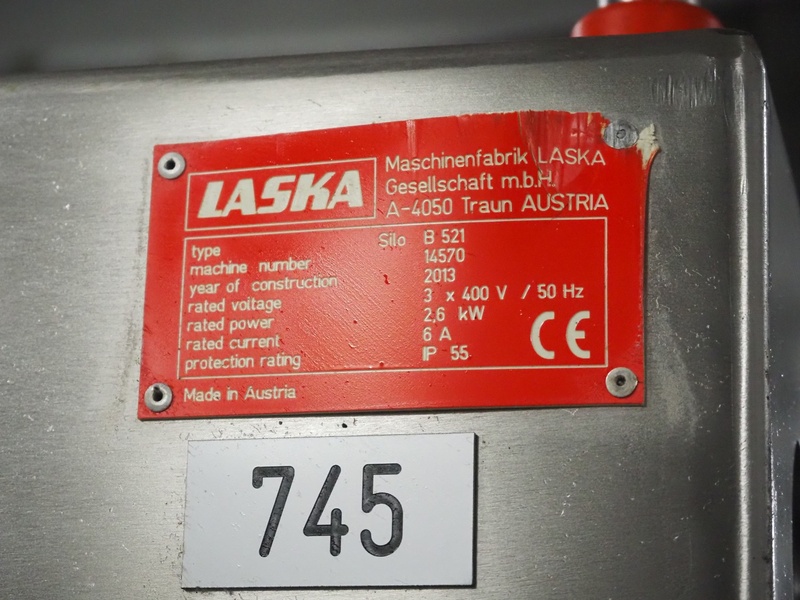 LASKA
Maschinenfabrik LASKA
Gesellschaft m.b.H.
A-4050 Traun AUSTRIA
type Silo B 521
machine number 14570
year of construction 2013
rated voltage 3 x 400 V / 50 Hz
rated power 2,6 kW
rated current 6 A
protection rating IP 55
CE
Made in Austria
745